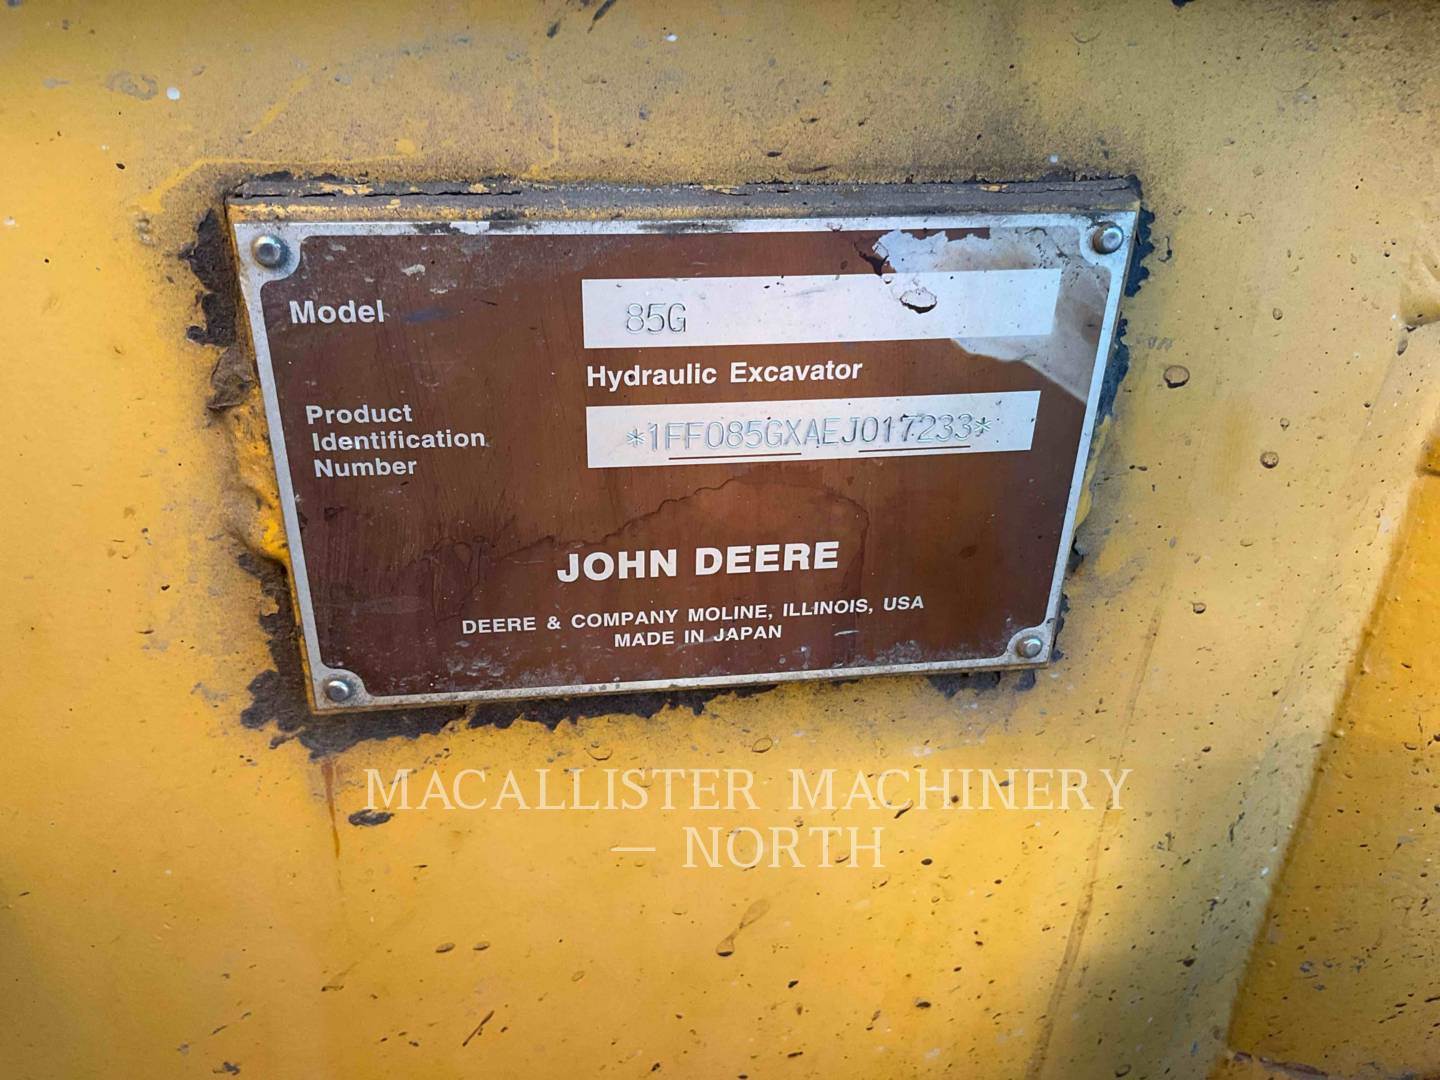 Model 85G
Hydraulic Excavator
Product
Identification
Number
*1FF085GXAEJ017233*
JOHN DEERE
DEERE & COMPANY MOLINE, ILLINOIS, USA
MADE IN JAPAN
MACALLISTER MACHINERY
— NORTH